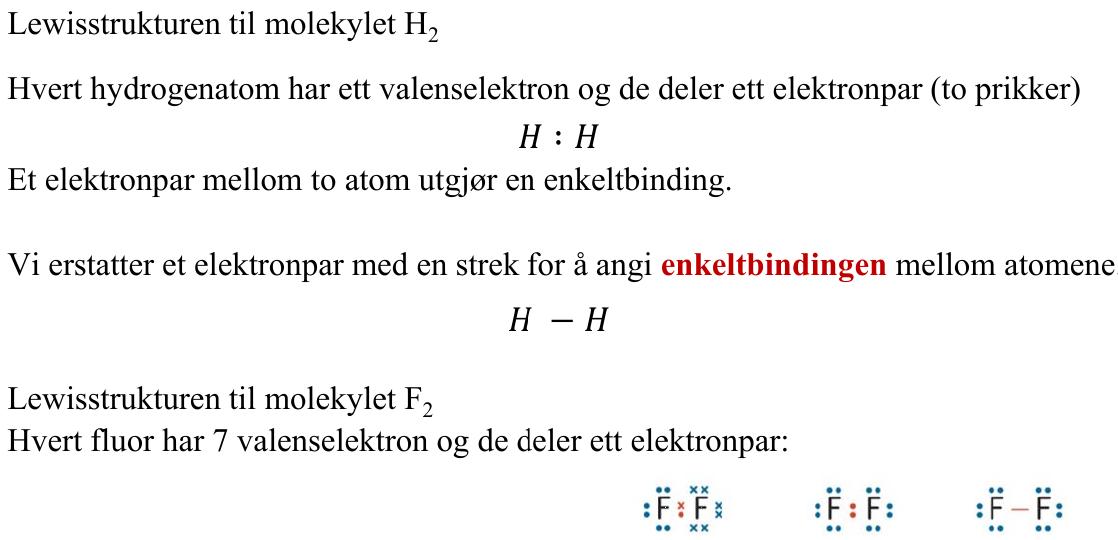 Lewisstrukturen til molekylet H₂
Hvert hydrogenatom har ett valenselektron og de deler ett elektronpar (to prikker)
H : H
Et elektronpar mellom to atom utgjør en enkeltbinding.
Vi erstatter et elektronpar med en strek for å angi enkeltbindingen mellom atomene
H − H
Lewisstrukturen til molekylet F₂
Hvert fluor har 7 valenselektron og de deler ett elektronpar:
:F:F: :F:F: :F−F: